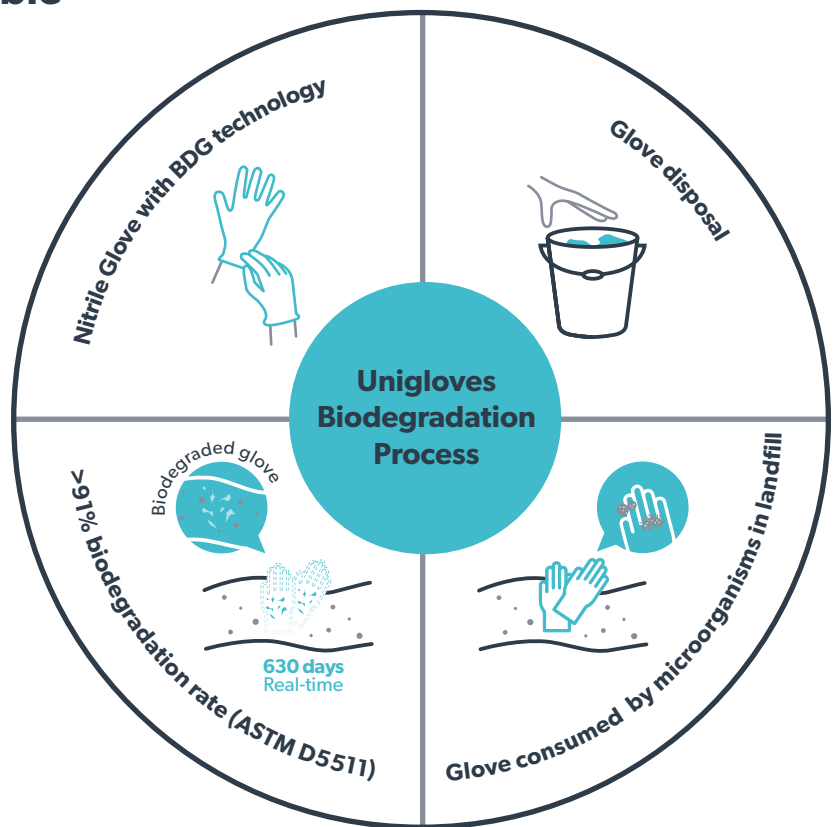 Nitrile Glove with BDG technology
Glove disposal
Unigloves
Biodegradation
Process
Glove consumed by microorganisms in landfill
>91% biodegradation rate (ASTM D5511)
Biodegraded glove
630 days
Real-time